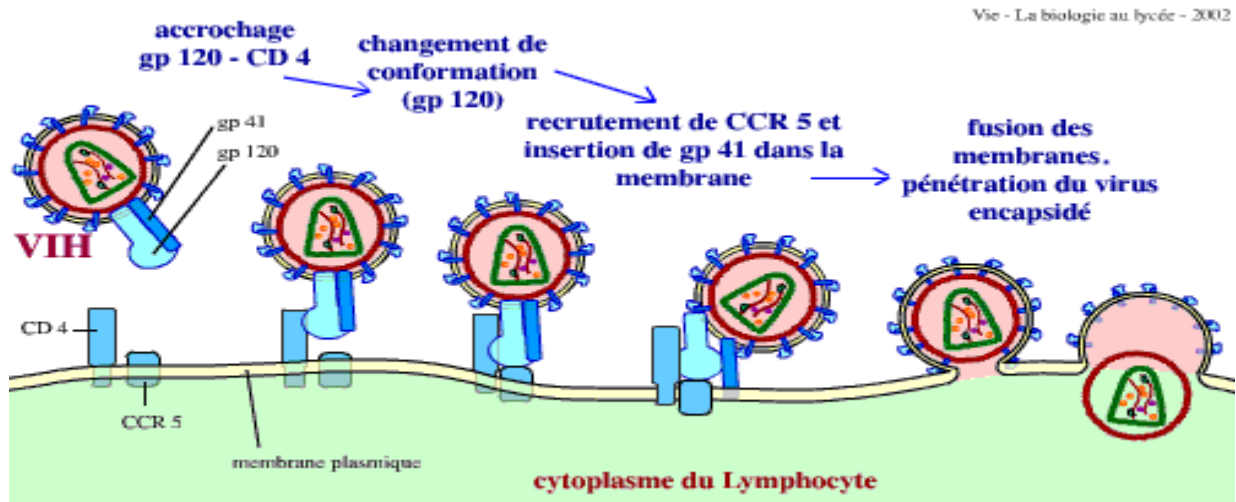 Vie - La biologie au lycée - 2002
accrochage
gp 120 - CD 4
changement de
conformation
(gp 120)
recrutement de CCR 5 et
insertion de gp 41 dans la
membrane
fusion des
membranes.
pénétration du virus
encapsidé
gp 41
gp 120
VIH
CD 4
CCR 5
membrane plasmtique
cytoplasme du Lymphocyte